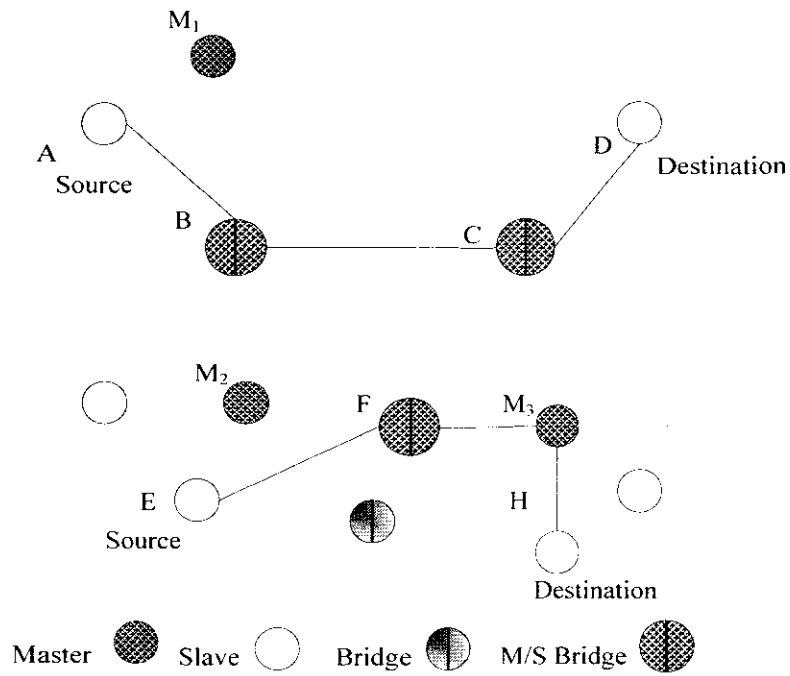 M₁
A
Source
D
Destination
B
C
M₂
F
M₃
E
Source
H
Destination
Master
Slave
Bridge
M/S Bridge